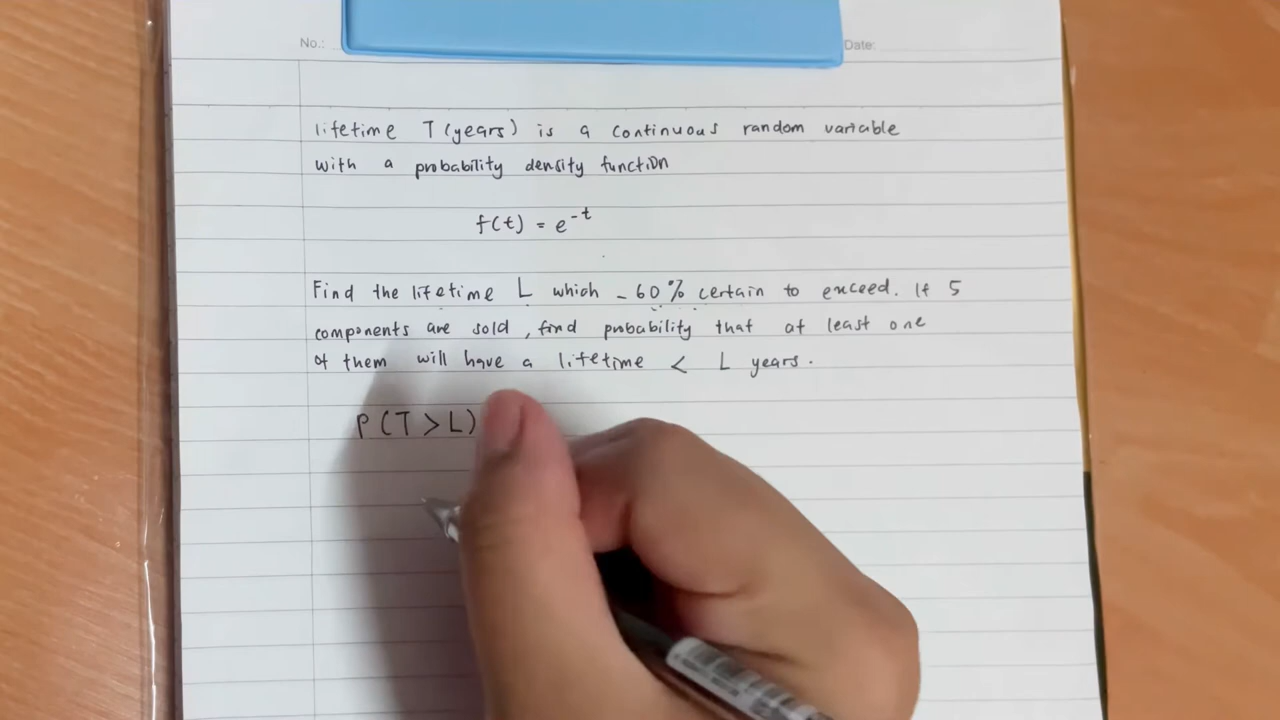 No.:
Date:
lifetime T (years) is a continuous random variable
with a probability density function
f(t) = e^-t
Find the lifetime L which - 60% certain to exceed. If 5
components are sold, find probability that at least one
of them will have a lifetime < L years.
P(T > L)